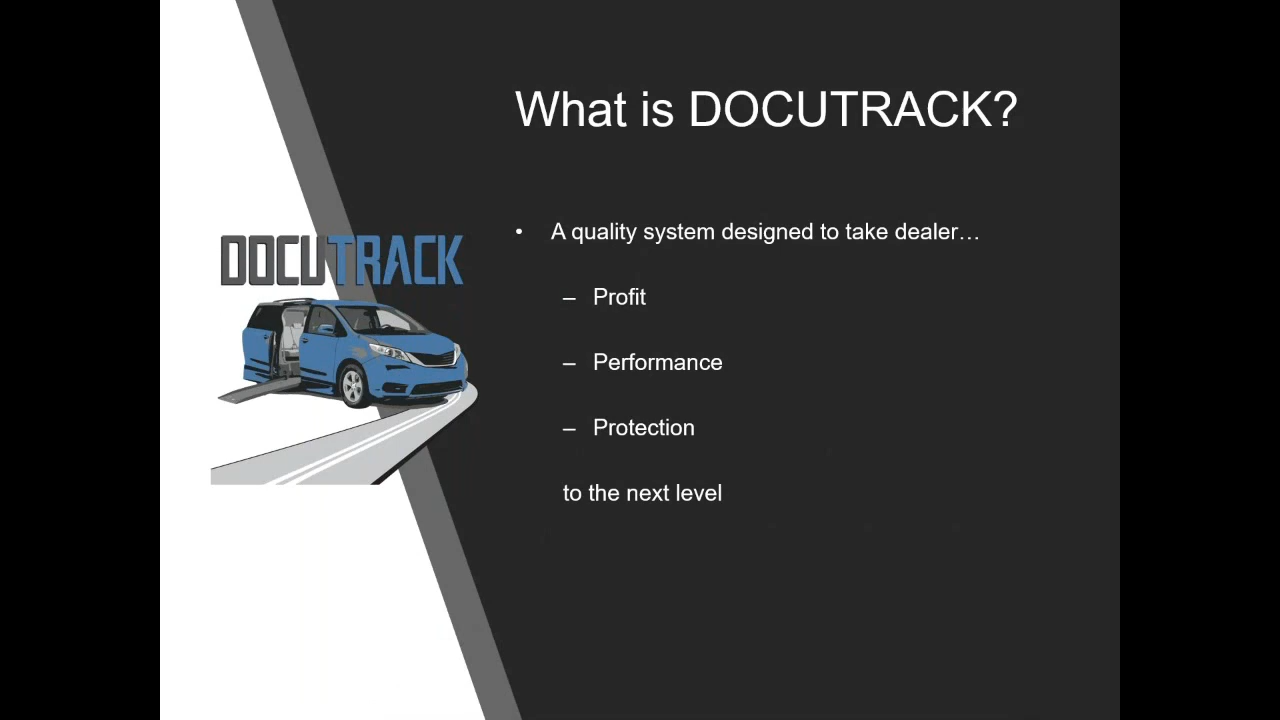 What is DOCUTRACK?
DOCUTRACK
• A quality system designed to take dealer…
– Profit
– Performance
– Protection
to the next level